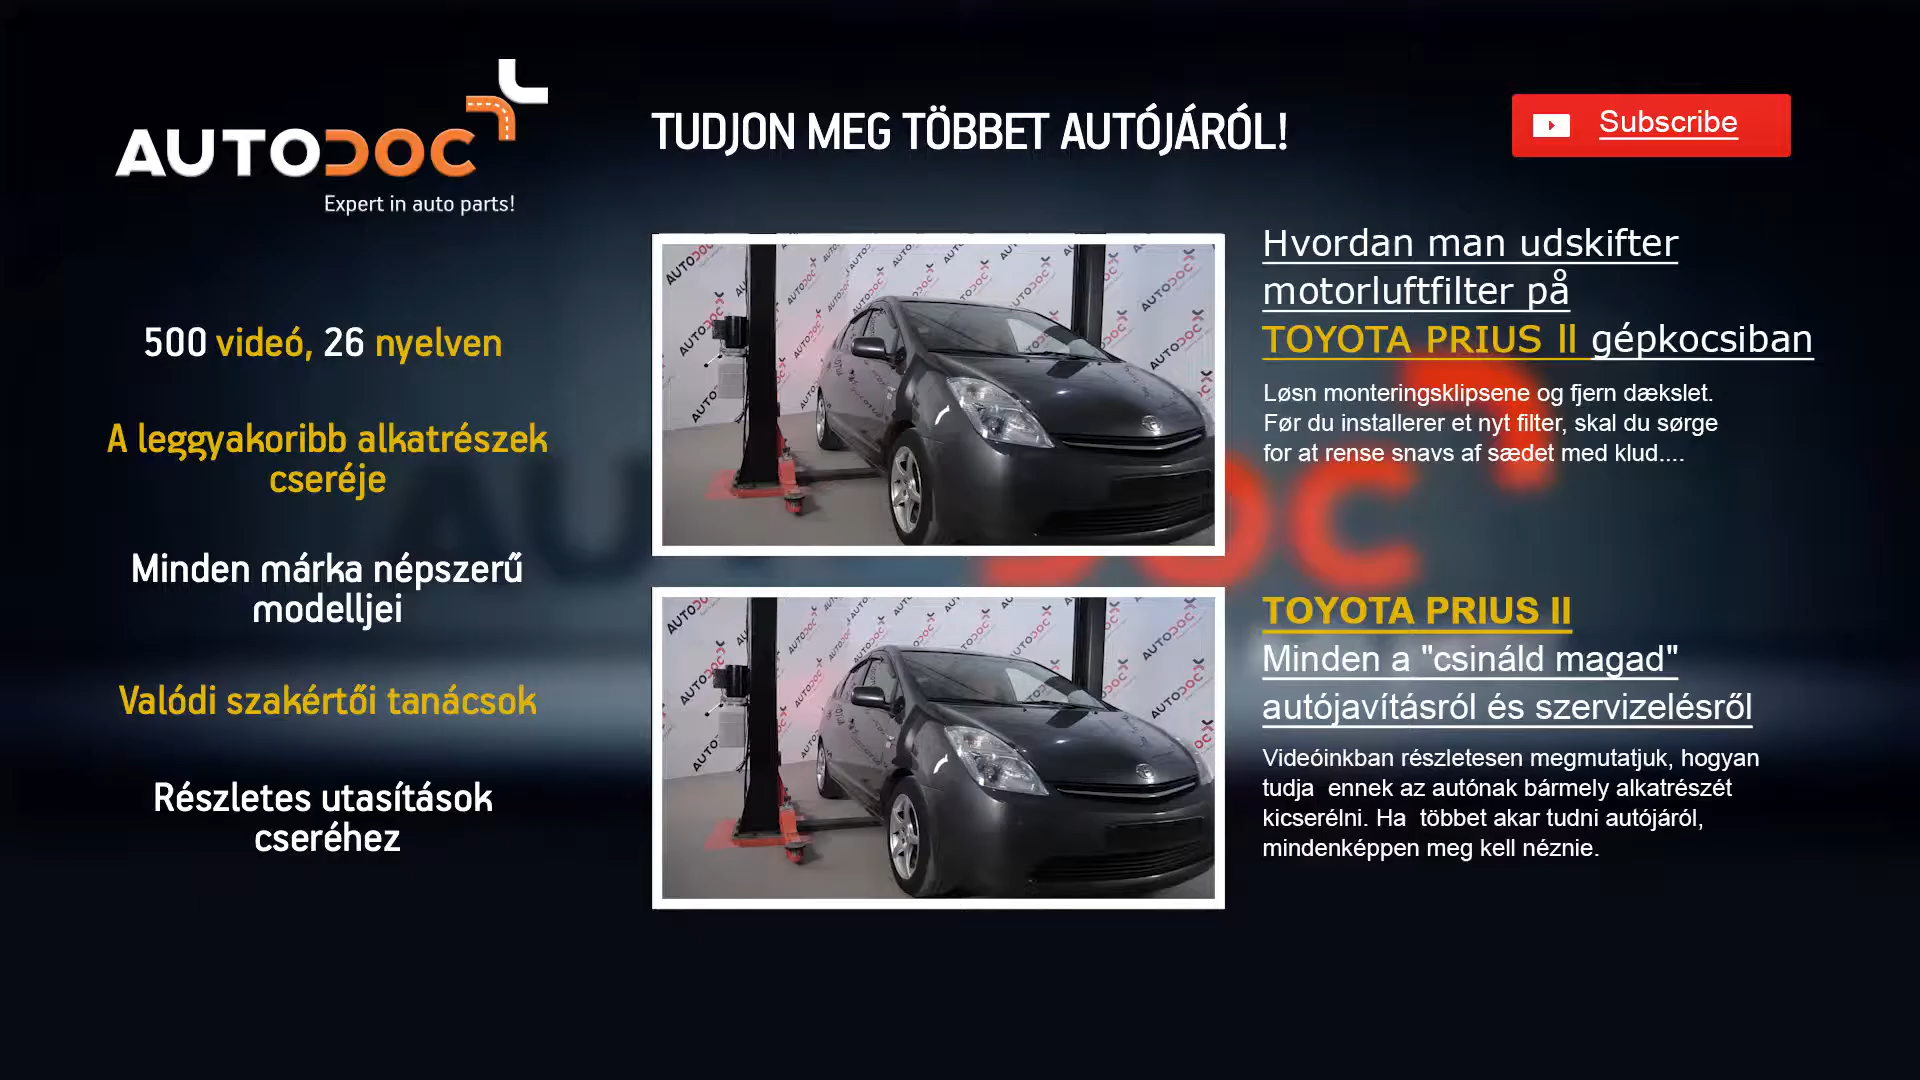 AUTODOC
Expert in auto parts!
TUDJON MEG TÖBBET AUTÓJÁRÓL!
Subscribe
500 videó, 26 nyelven
A leggyakoribb alkatrészek
cseréje
Minden márka népszerű
modelljei
Valódi szakértői tanácsok
Részletes utasítások
cseréhez
Hvordan man udskifter
motorluftfilter på
TOYOTA PRIUS II gépkocsiban
Løsn monteringsklipsene og fjern dækslet.
Før du installerer et nyt filter, skal du sørge
for at rense snavs af sædet med klud....
TOYOTA PRIUS II
Minden a "csináld magad"
autójavításról és szervizelésről
Videóinkban részletesen megmutatjuk, hogyan
tudja ennek az autónak bármely alkatrészét
kicserélni. Ha többet akar tudni autójáról,
mindenképpen meg kell néznie.